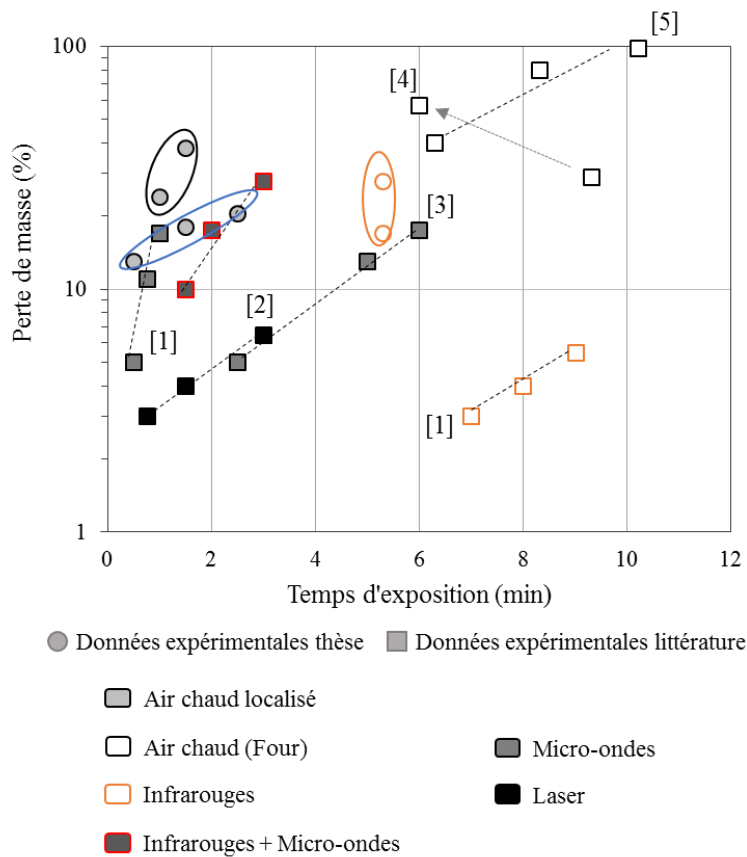 100
10
1
Perte de masse (%)
[5]
[4]
[3]
[2]
[1]
[1]
0 2 4 6 8 10 12
Temps d'exposition (min)
Données expérimentales thèse Données expérimentales littérature
Air chaud localisé
Air chaud (Four) Micro-ondes
Infrarouges Laser
Infrarouges + Micro-ondes